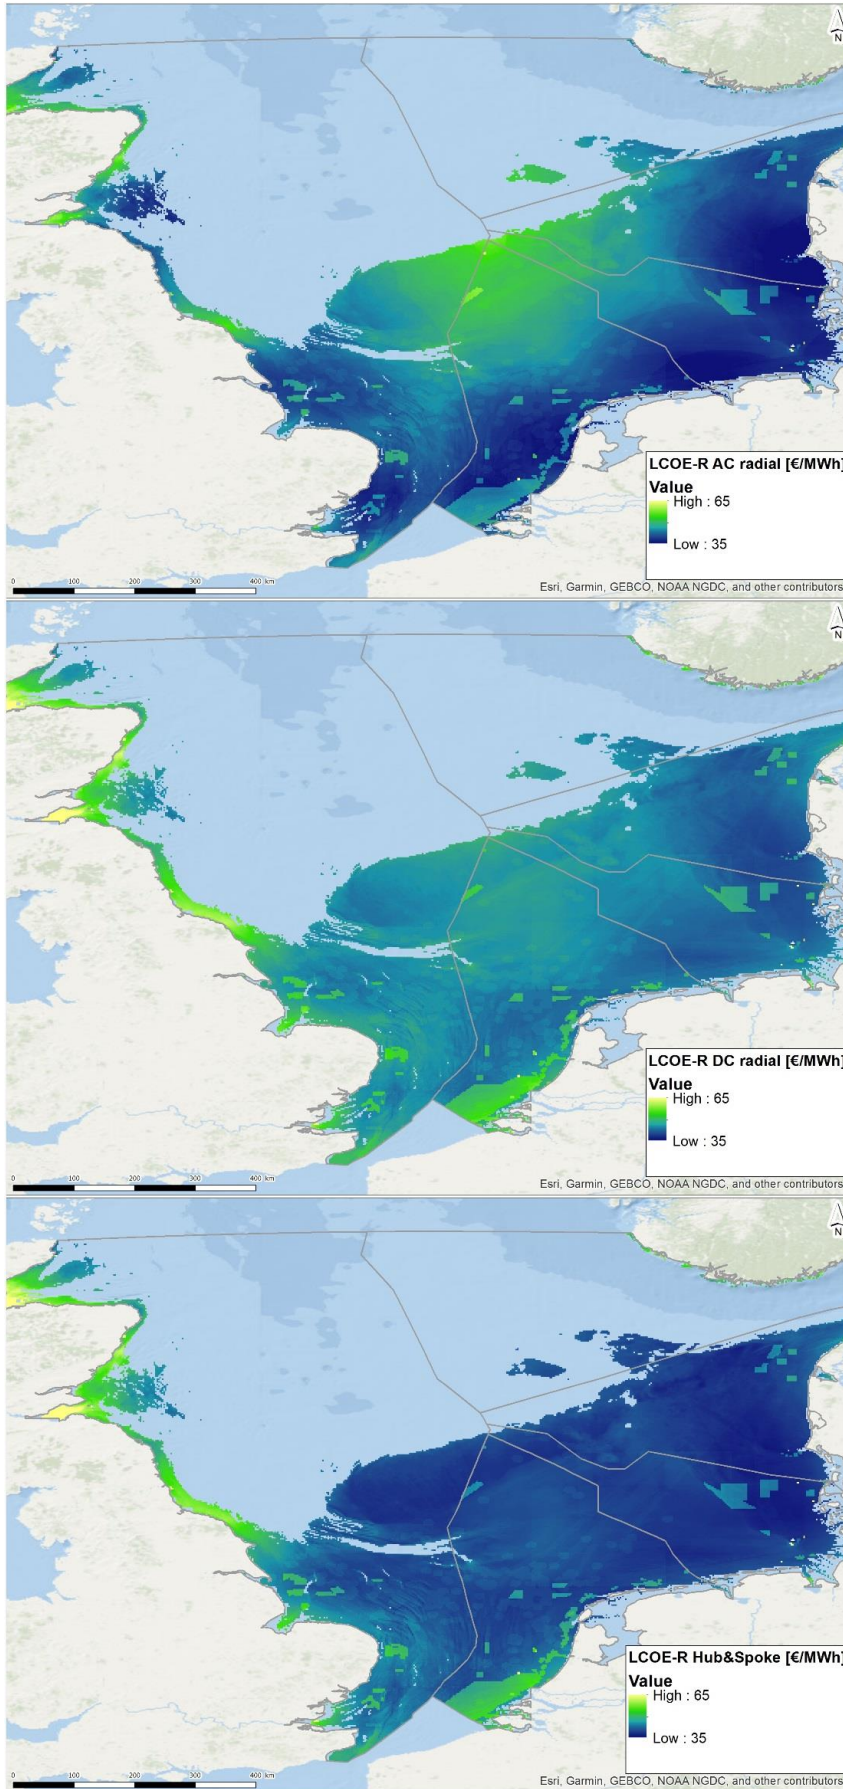 N
LCOE-R AC radial [€/MWh]
Value
High : 65
Low : 35
0 100 200 300 400 km
Esri, Garmin, GEBCO, NOAA NGDC, and other contributors
N
LCOE-R DC radial [€/MWh]
Value
High : 65
Low : 35
0 100 200 300 400 km
Esri, Garmin, GEBCO, NOAA NGDC, and other contributors
N
LCOE-R Hub&Spoke [€/MWh]
Value
High : 65
Low : 35
0 100 200 300 400 km
Esri, Garmin, GEBCO, NOAA NGDC, and other contributors